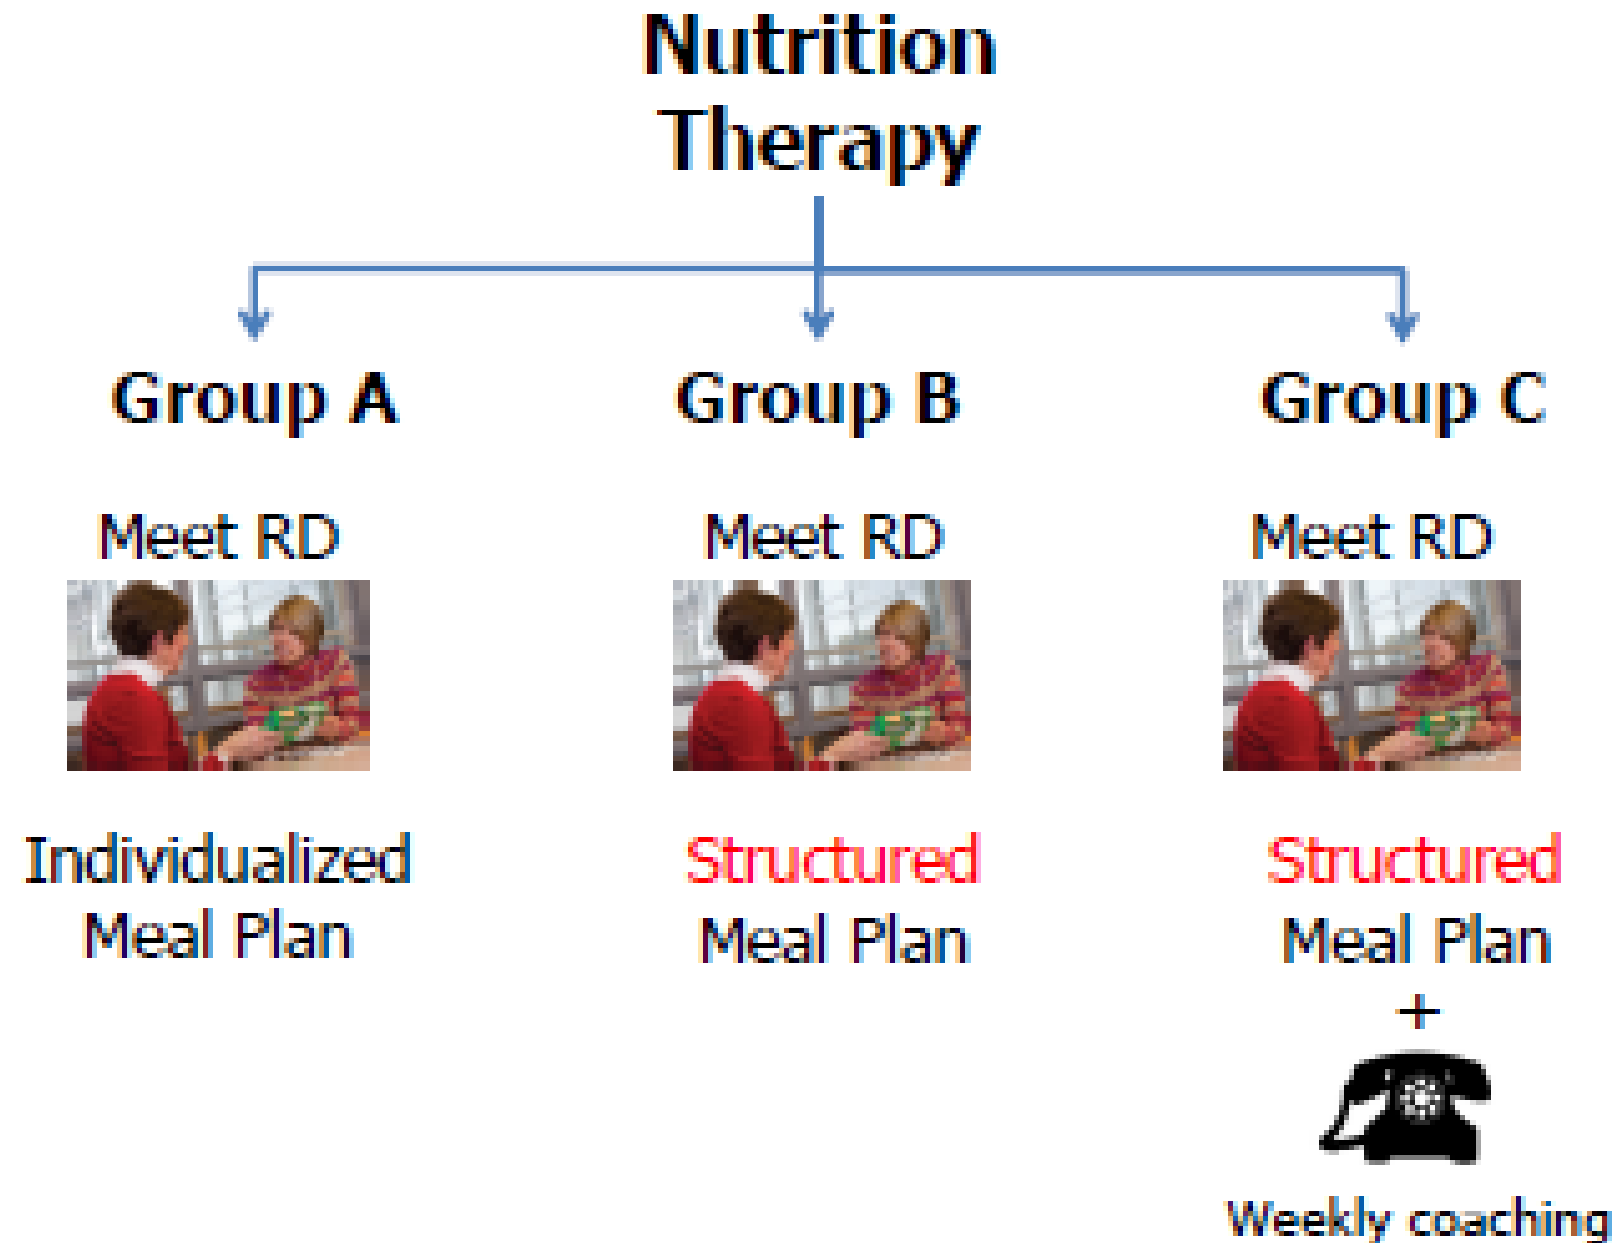 Nutrition
Therapy
Group A
Group B
Group C
Meet RD
Meet RD
Meet RD
Individualized
Meal Plan
Structured
Meal Plan
Structured
Meal Plan
+
Weekly coaching